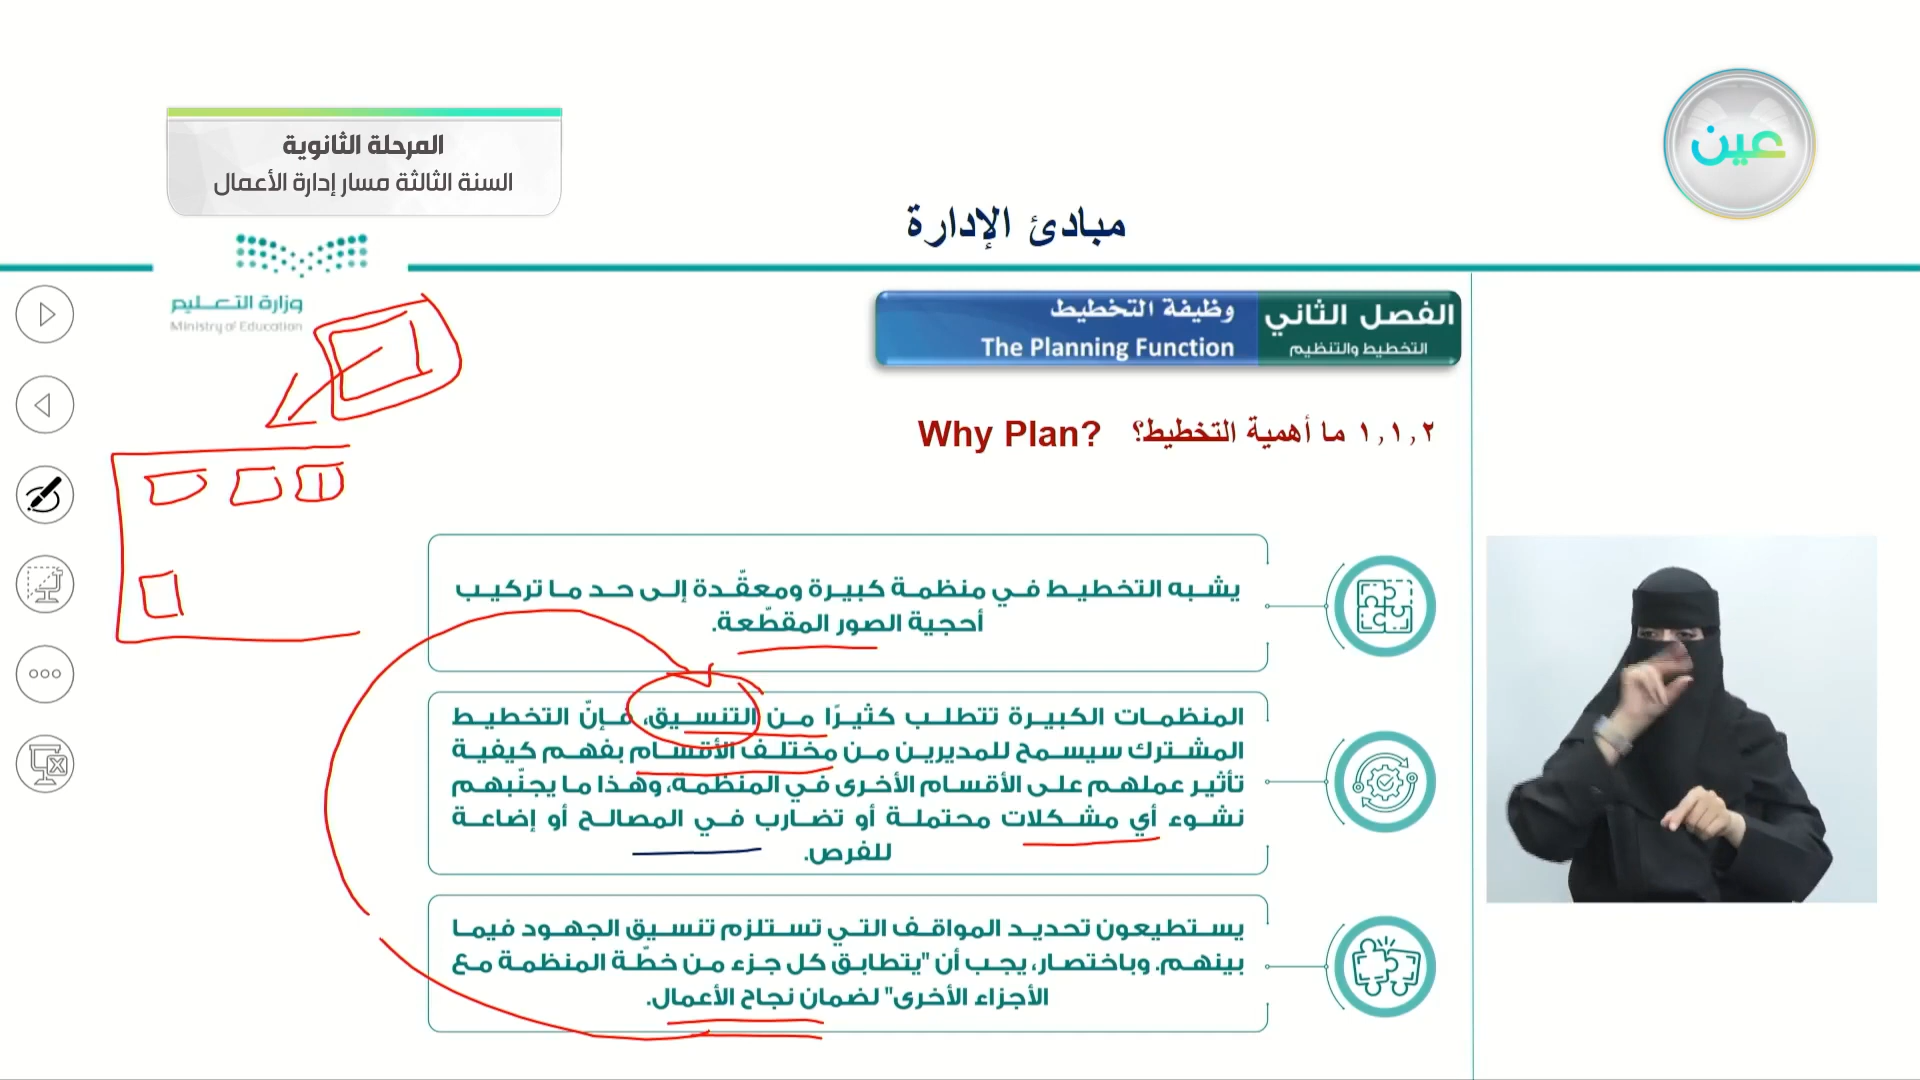 المرحلة الثانوية
السنة الثالثة مسار إدارة الأعمال
عين
مبادئ الإدارة
وزارة التعـــليم
Ministry of Education
الفصل الثاني
التخطيط والتنظيم
وظيفة التخطيط
The Planning Function
١,١,٢ ما أهمية التخطيط؟ Why Plan?
يشبه التخطيط في منظمة كبيرة ومعقّدة إلى حد ما تركيب
أحجية الصور المقطّعة.
المنظمات الكبيرة تتطلب كثيرًا من التنسيق، فإنّ التخطيط
المشترك سيسمح للمديرين من مختلف الأقسام بفهم كيفية
تأثير عملهم على الأقسام الأخرى في المنظمة، وهذا ما يجنّبهم
نشوء أي مشكلات محتملة أو تضارب في المصالح أو إضاعة
للفرص.
يستطيعون تحديد المواقف التي تستلزم تنسيق الجهود فيما
بينهم. وباختصار، يجب أن "يتطابق كل جزء من خطّة المنظمة مع
الأجزاء الأخرى" لضمان نجاح الأعمال.